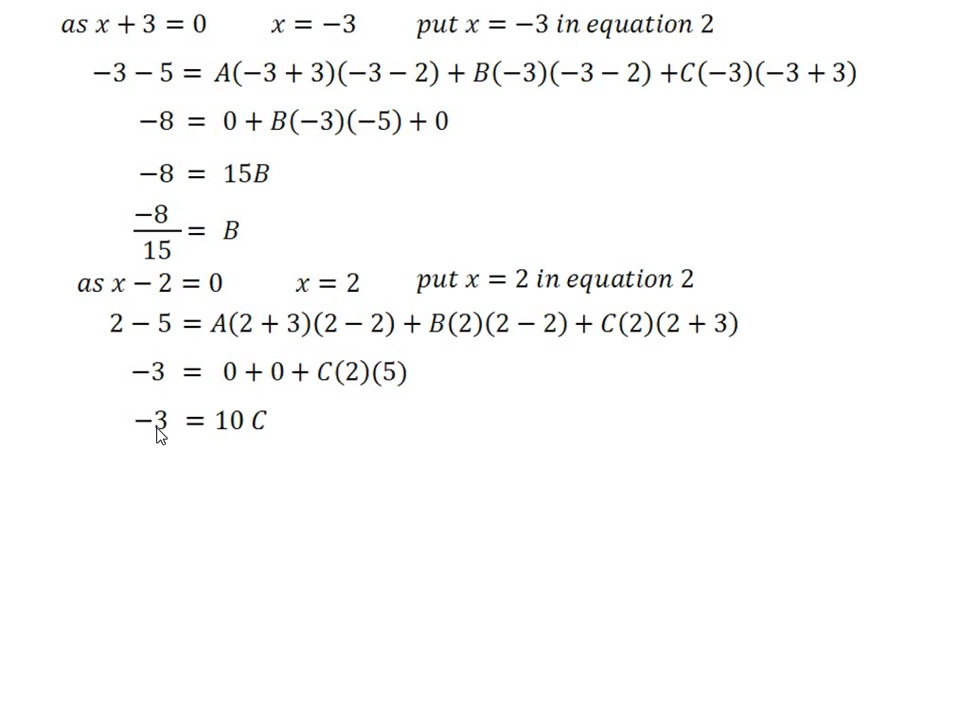 as x + 3 = 0 x = −3 put x = −3 in equation 2
−3 − 5 = A(−3 + 3)(−3 − 2) + B(−3)(−3 − 2) +C(−3)(−3 + 3)
−8 = 0 + B(−3)(−5) + 0
−8 = 15B
−8/15 = B
as x − 2 = 0 x = 2 put x = 2 in equation 2
2 − 5 = A(2 + 3)(2 − 2) + B(2)(2 − 2) + C(2)(2 + 3)
−3 = 0 + 0 + C(2)(5)
−3 = 10 C